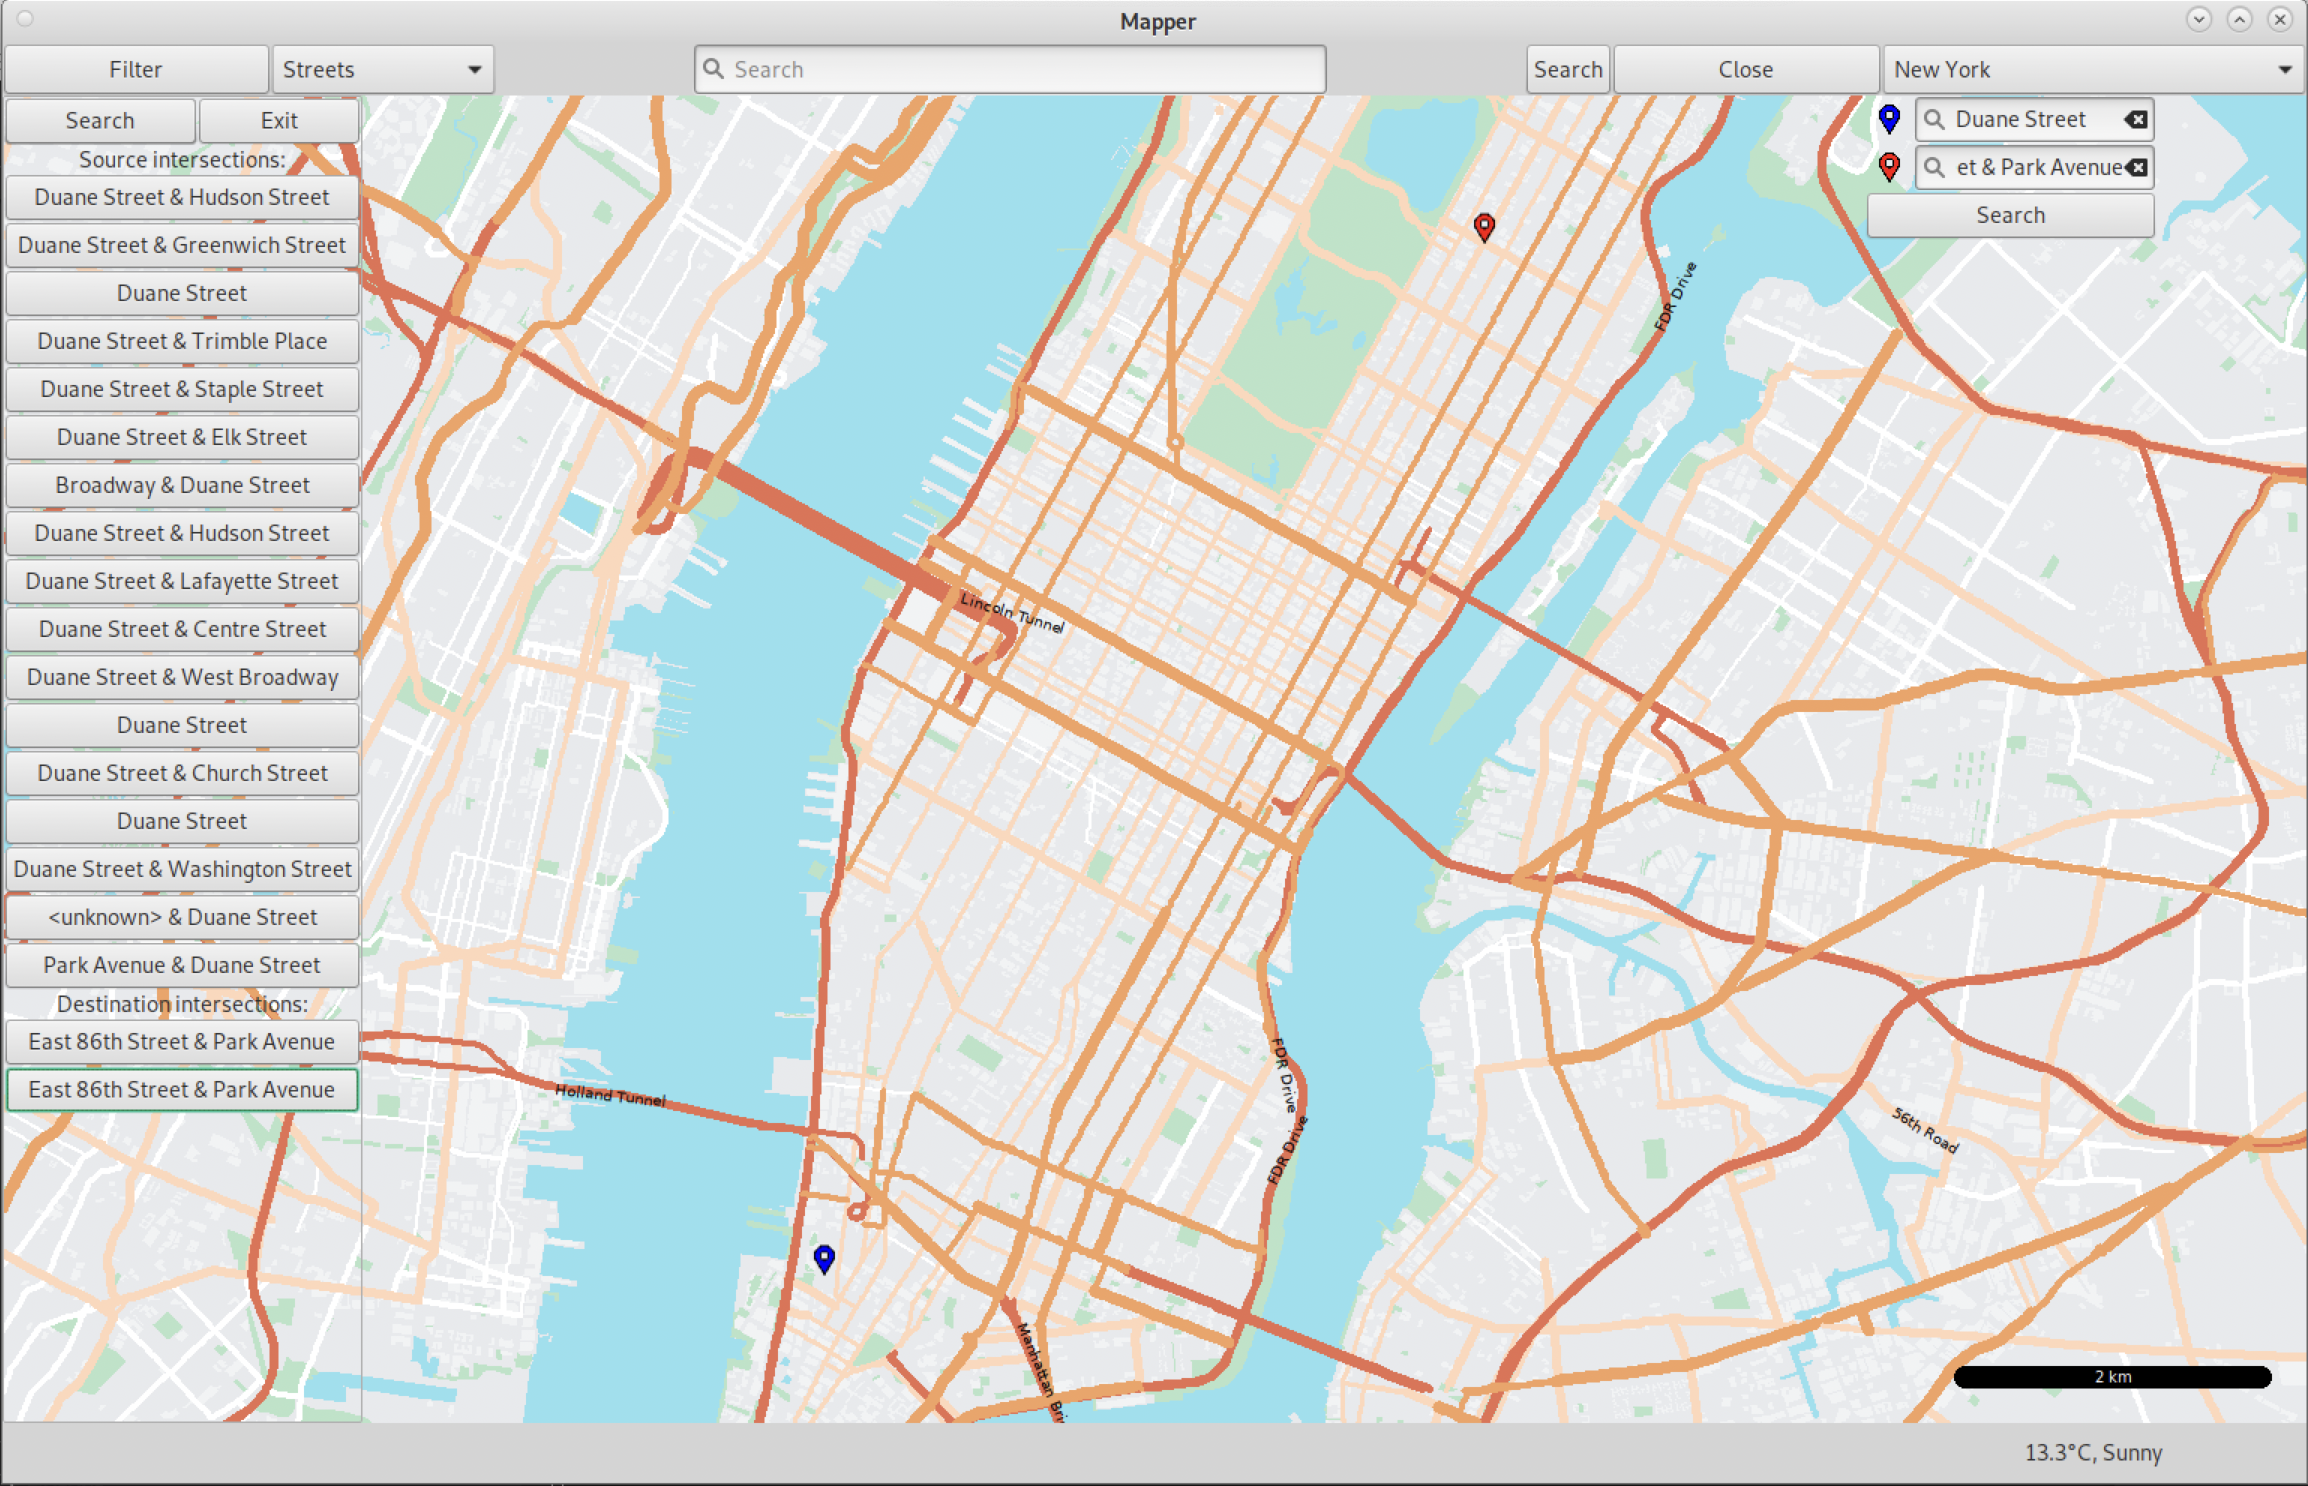 Mapper
Filter
Streets
Search
Search
Close
New York
Search
Exit
Source intersections:
Duane Street & Hudson Street
Duane Street & Greenwich Street
Duane Street
Duane Street & Trimble Place
Duane Street & Staple Street
Duane Street & Elk Street
Broadway & Duane Street
Duane Street & Hudson Street
Duane Street & Lafayette Street
Duane Street & Centre Street
Duane Street & West Broadway
Duane Street
Duane Street & Church Street
Duane Street
Duane Street & Washington Street
<unknown> & Duane Street
Park Avenue & Duane Street
Destination intersections:
East 86th Street & Park Avenue
East 86th Street & Park Avenue
Duane Street
et & Park Avenue
Search
FDR Drive
Lincoln Tunnel
Holland Tunnel
FDR Drive
FDR Drive
56th Road
Manhattan Bri
2 km
13.3°C, Sunny